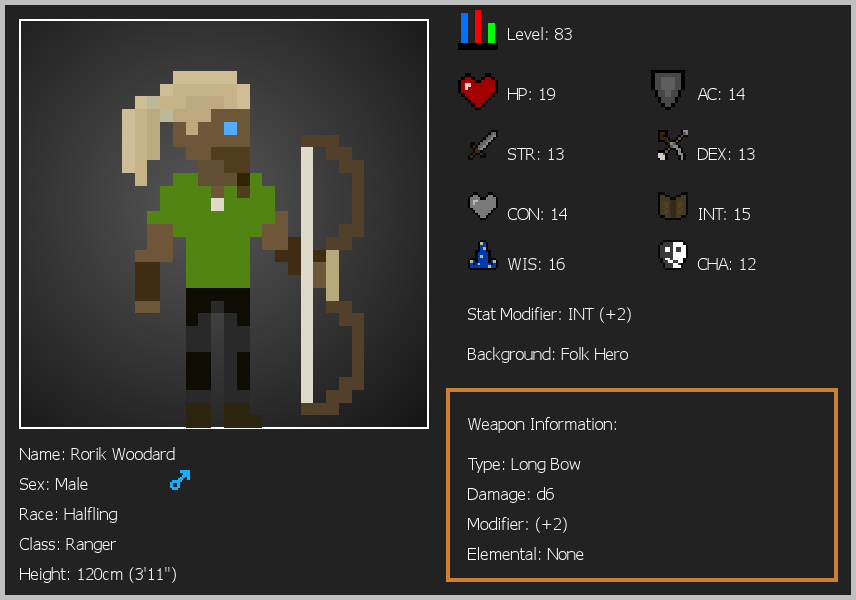 Level: 83
HP: 19
AC: 14
STR: 13
DEX: 13
CON: 14
INT: 15
WIS: 16
CHA: 12
Stat Modifier: INT (+2)
Background: Folk Hero
Weapon Information:
Type: Long Bow
Damage: d6
Modifier: (+2)
Elemental: None
Name: Rorik Woodard
Sex: Male
Race: Halfling
Class: Ranger
Height: 120cm (3'11")